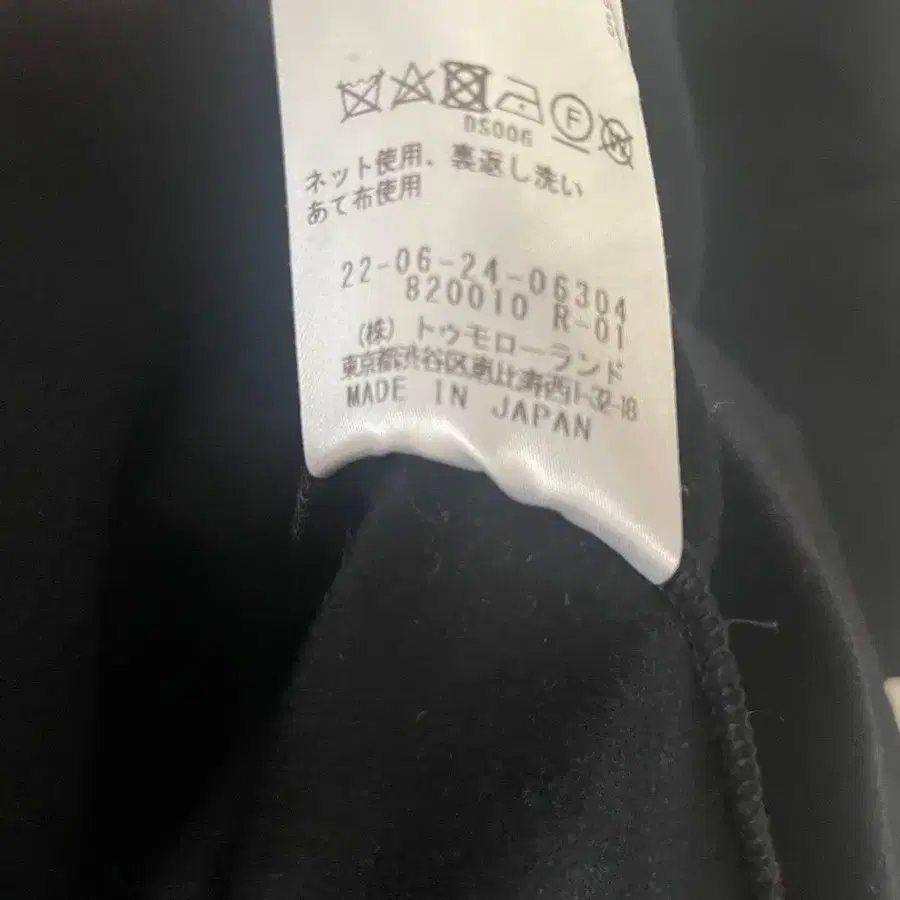 F W
DS006
ネット使用、裏返し洗い
あて布使用
22-06-24-06304
820010 R-01
(株) トゥモローランド
東京都渋谷区恵比寿西1-32-18
MADE IN JAPAN